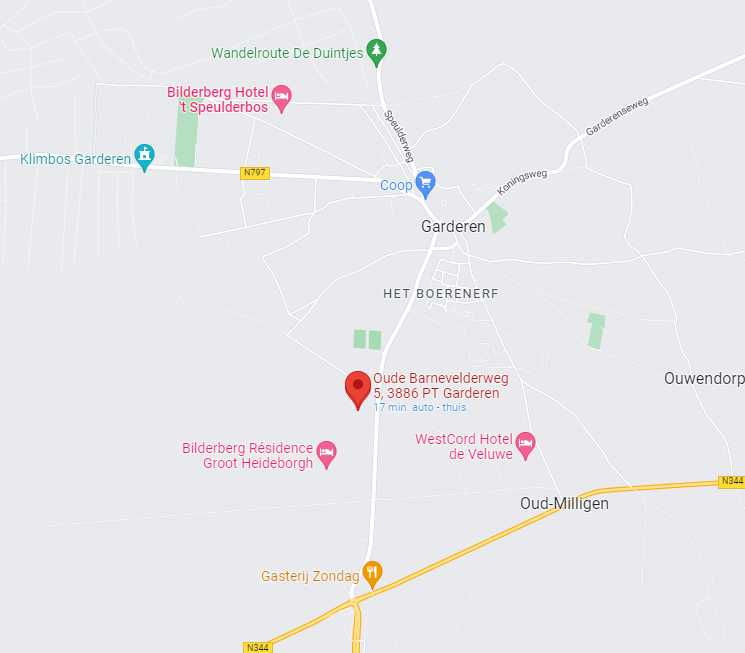 Wandelroute De Duintjes
Bilderberg Hotel
't Speulderbos
Speulderweg
Garderenseweg
Klimbos Garderen
N797
Koningsweg
Coop
Garderen
HET BOERENERF
Oude Barnevelderweg
5, 3886 PT Garderen
17 min. auto - thuis
Ouwendorp
Bilderberg Résidence
Groot Heideborgh
WestCord Hotel
de Veluwe
N344
Oud-Milligen
Gasterij Zondag
N344